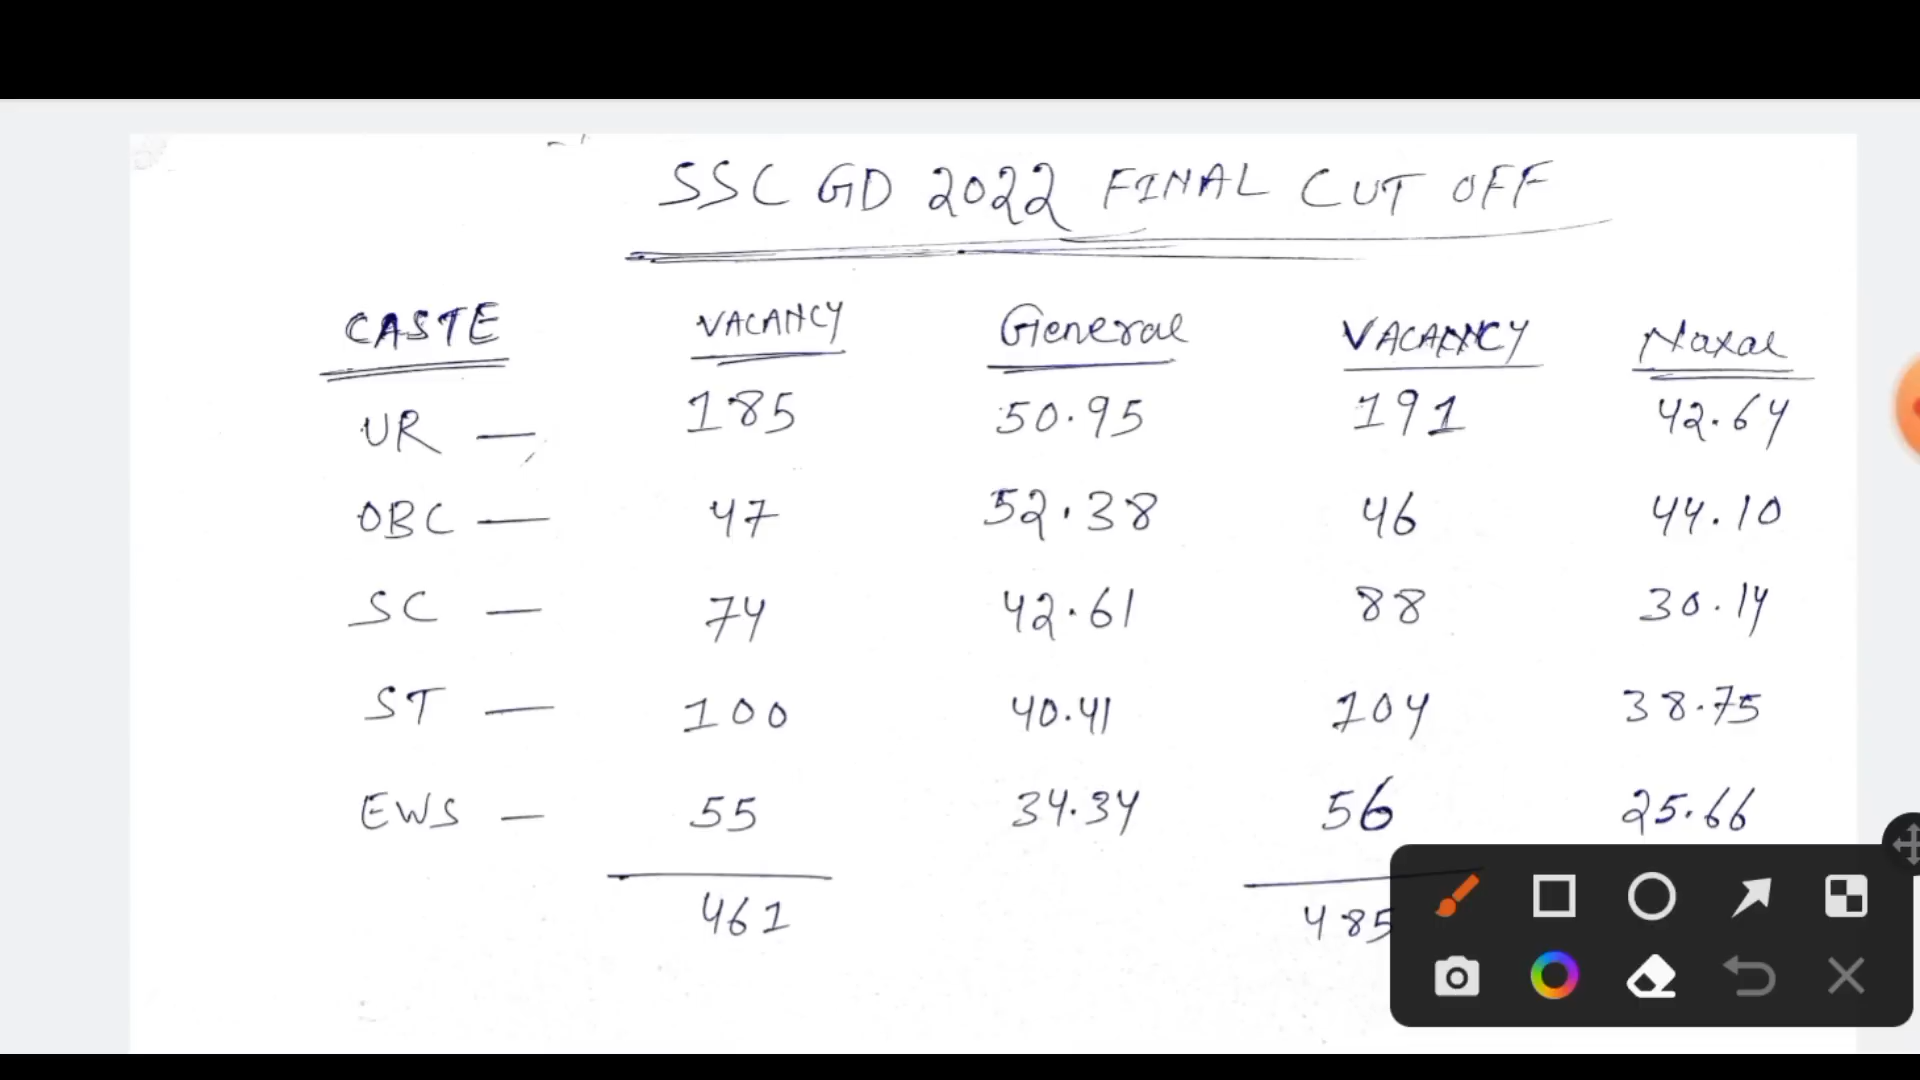 SSC GD 2022 FINAL CUT OFF
CASTE VACANCY General VACANCY Naxal
UR — 185 50.95 191 42.64
OBC — 47 52.38 46 44.10
SC — 74 42.61 88 30.14
ST — 100 40.41 104 38.75
EWS — 55 34.34 56 25.66
461 485